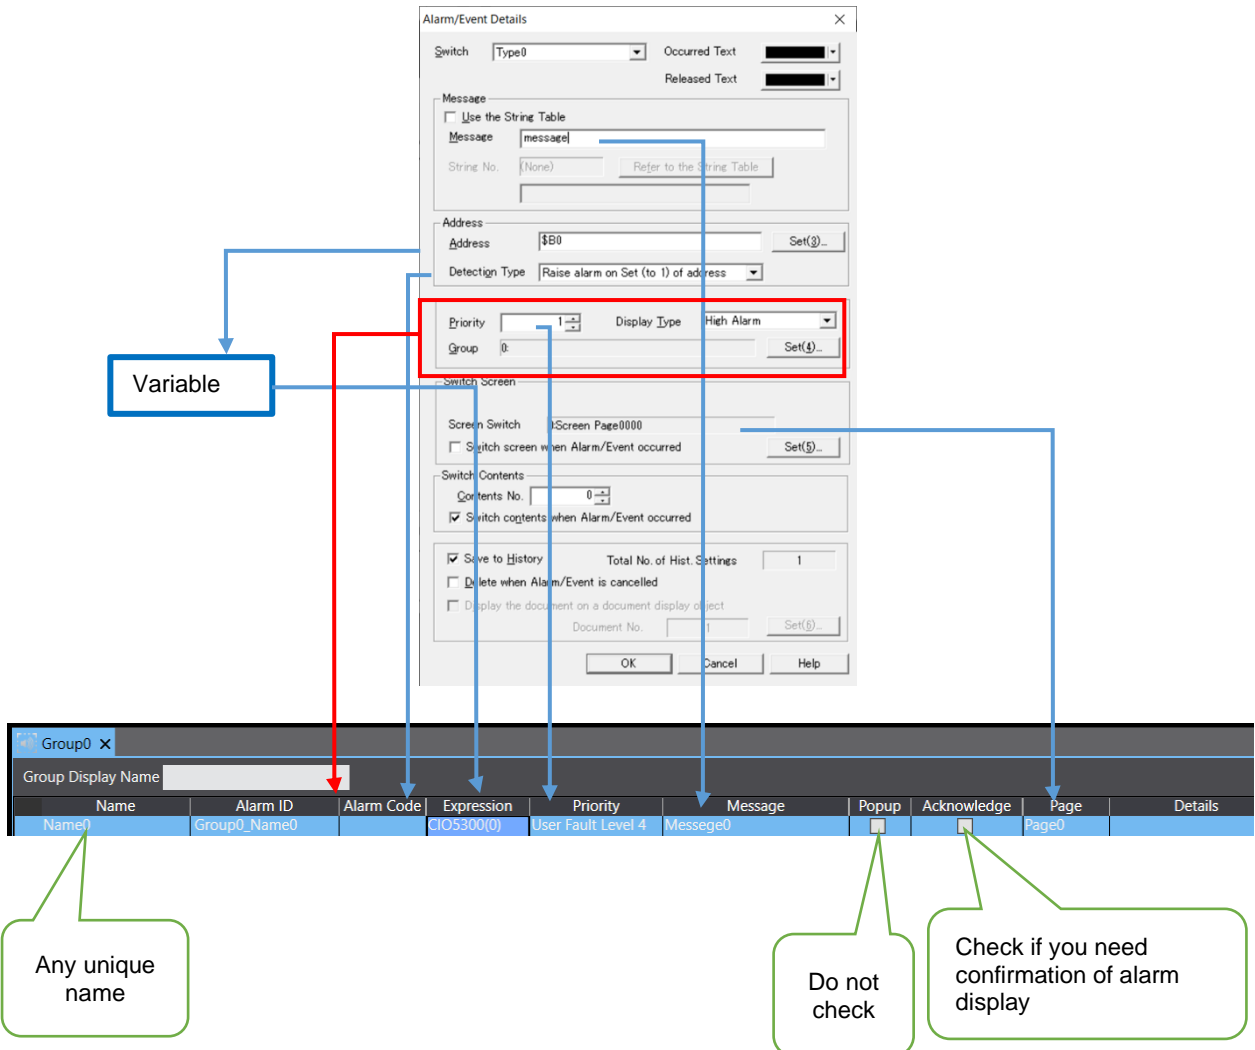 Alarm/Event Details
Switch Type0 Occurred Text
Released Text
Message
Use the String Table
Message message
String No. (None) Refer to the String Table
Address
Address $B0 Set(3)...
Detection Type Raise alarm on Set (to 1) of address
Priority 1 Display Type High Alarm
Group 0: Set(4)...
Variable
Switch Screen
Screen Switch 0:Screen Page0000
Switch screen when Alarm/Event occurred Set(5)...
Switch Contents
Contents No. 0
Switch contents when Alarm/Event occurred
Save to History Total No. of Hist. Settings 1
Delete when Alarm/Event is cancelled
Display the document on a document display object
Document No. 1 Set(6)...
OK Cancel Help
Group0
Group Display Name
Name Alarm ID Alarm Code Expression Priority Message Popup Acknowledge Page Details
Name0 Group0_Name0 CIO5300(0) User Fault Level 4 Messege0 Page0
Any unique
name
Do not
check
Check if you need
confirmation of alarm
display